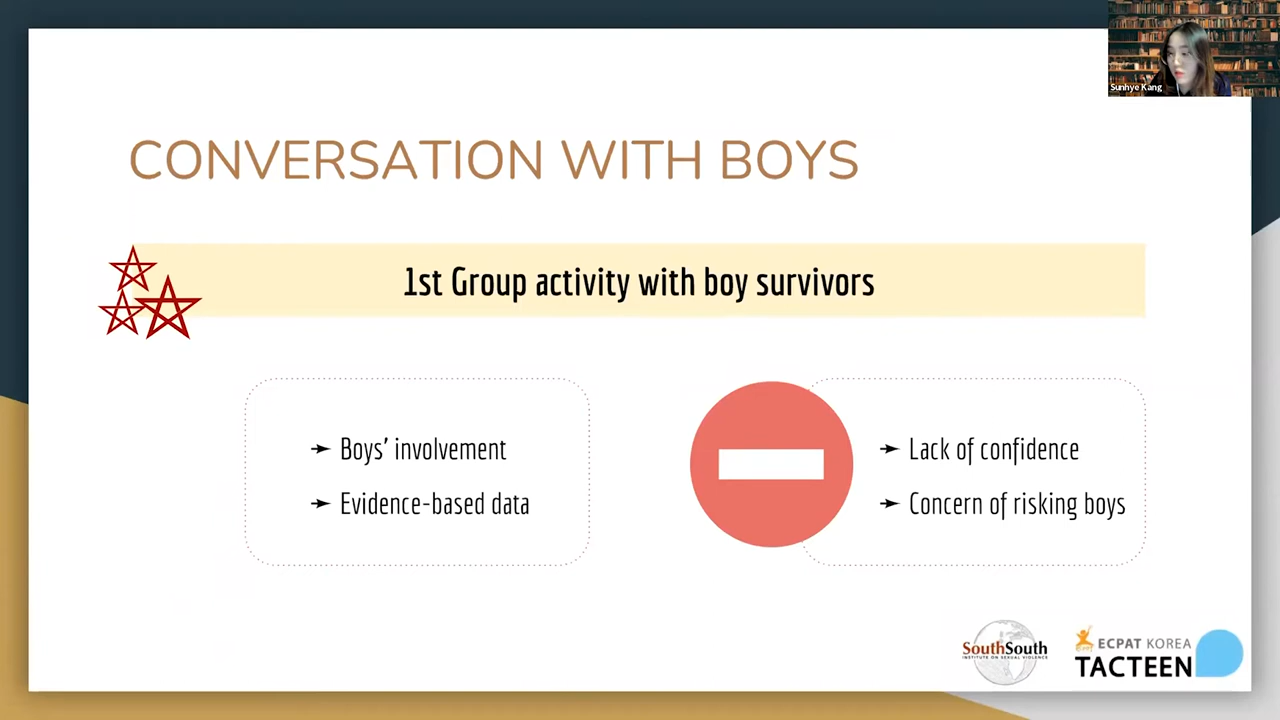 Sunhye Kang
CONVERSATION WITH BOYS
1st Group activity with boy survivors
Boys' involvement
Evidence-based data
Lack of confidence
Concern of risking boys
SouthSouth
INSTITUTE ON SEXUAL VIOLENCE
ECPAT KOREA
TACTEEN